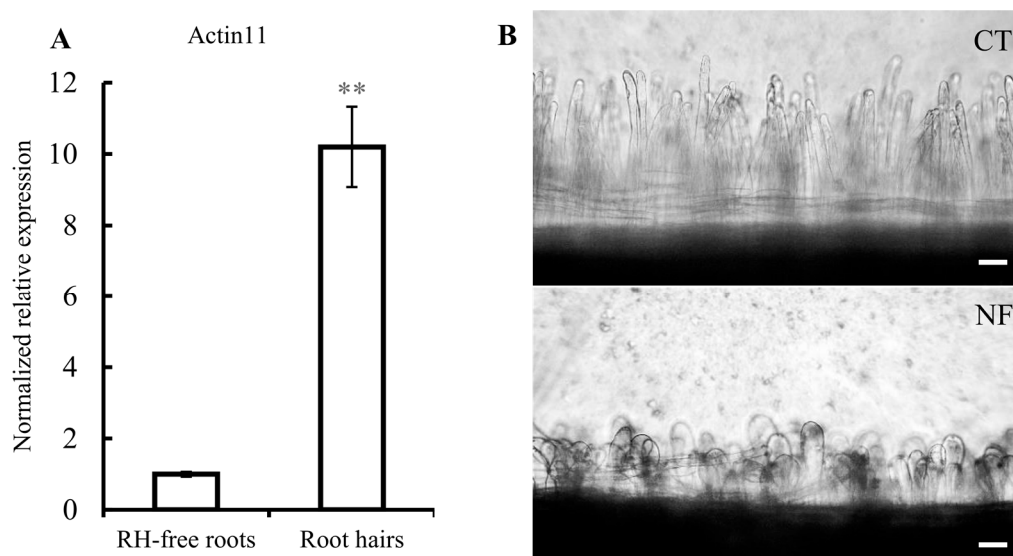 A
Actin11
Normalized relative expression
12
**
10
8
6
4
2
0
RH-free roots
Root hairs
B
CT
NF